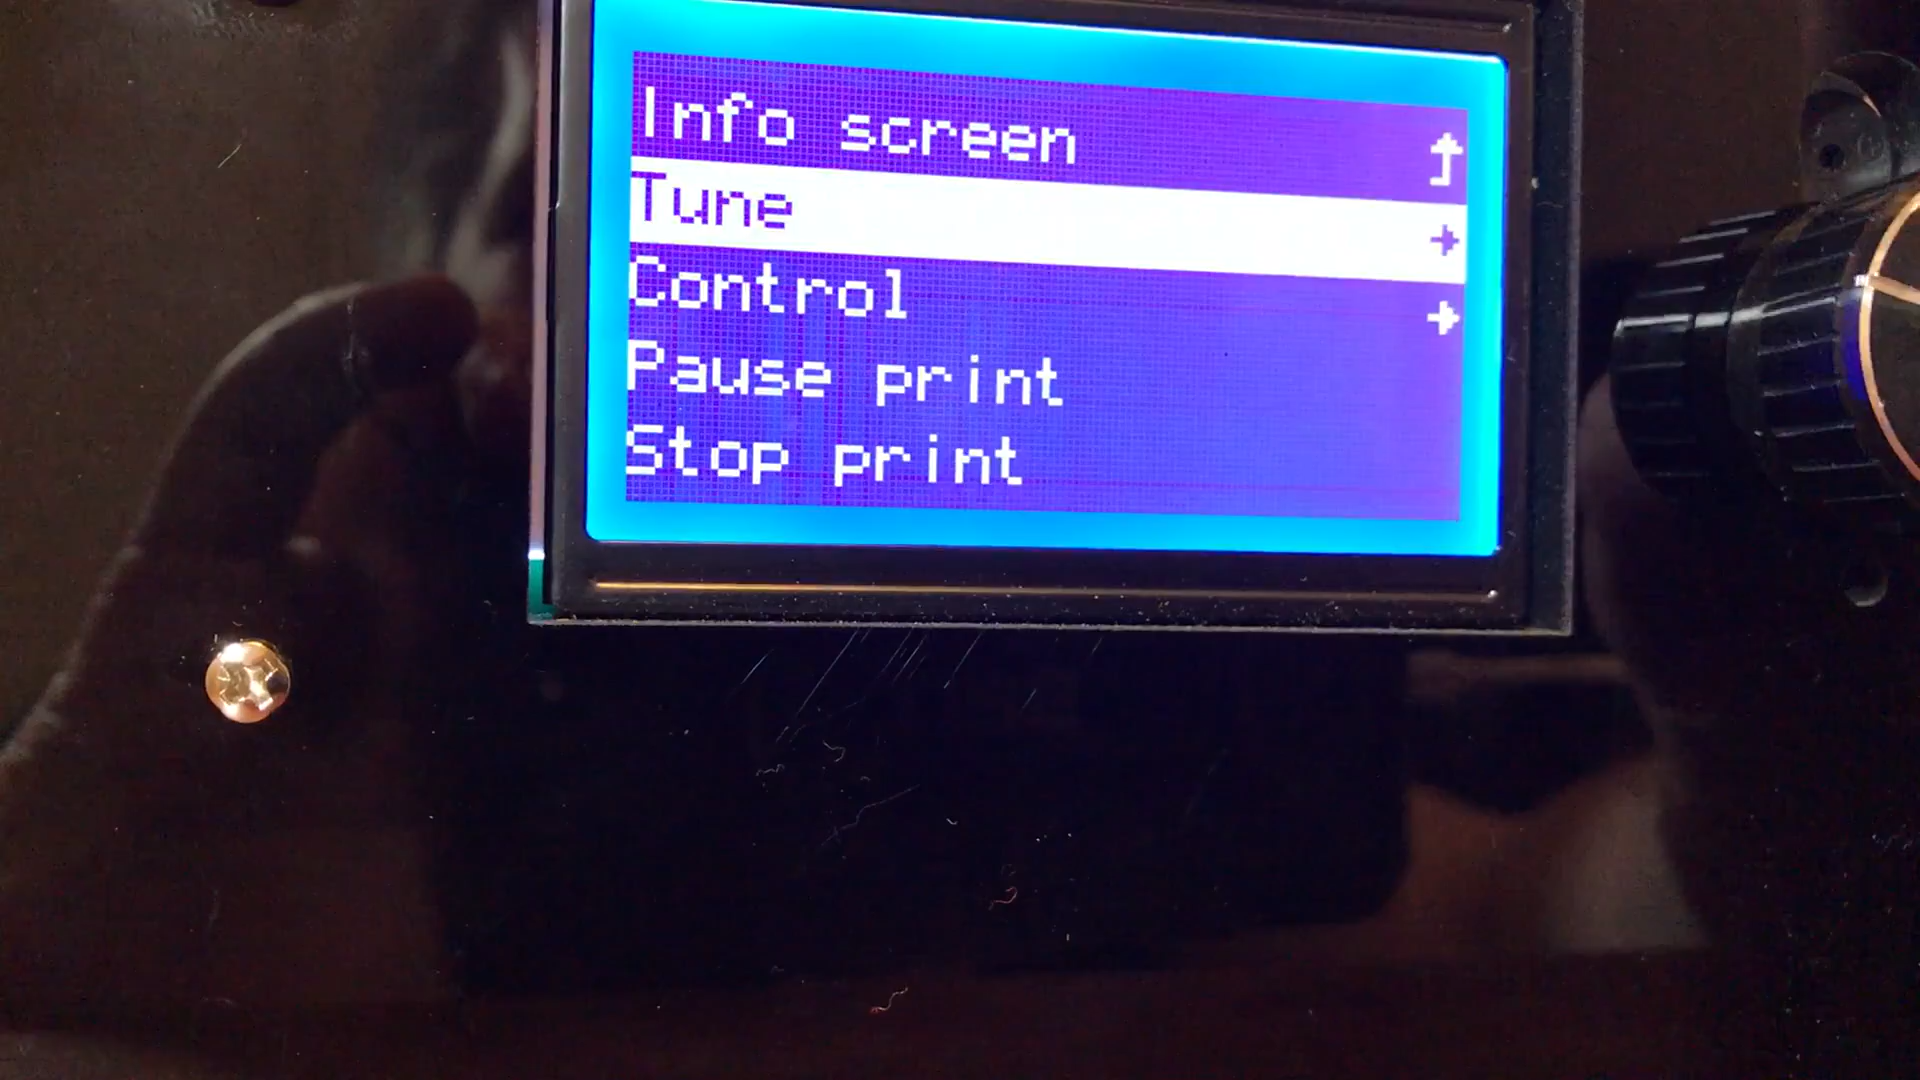 Info screen
Tune
Control
Pause print
Stop print